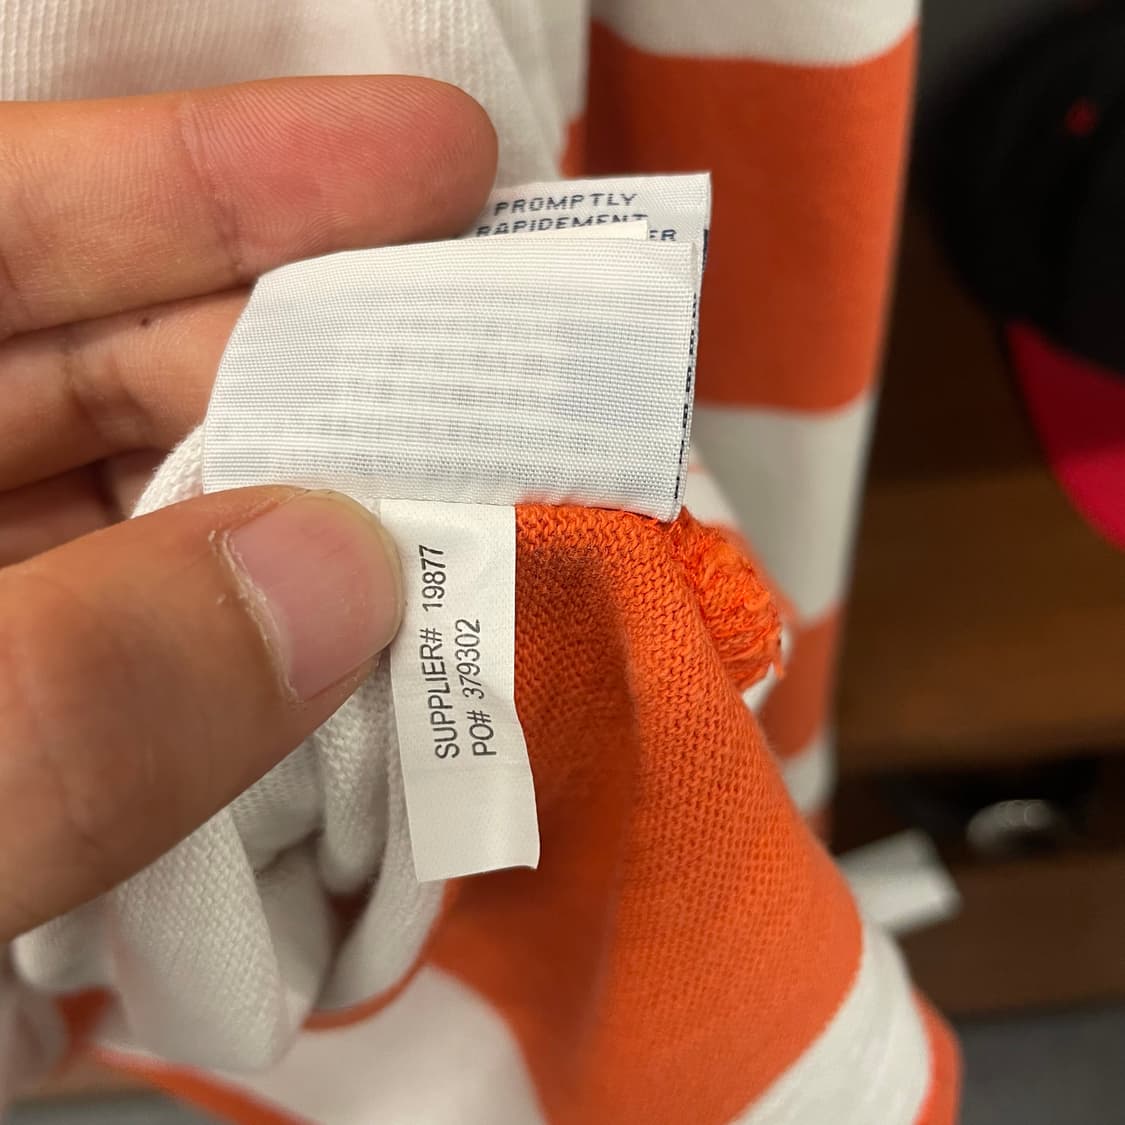 PROMPTLY
RAPIDEMENT
SUPPLIER# 19877
PO# 379302